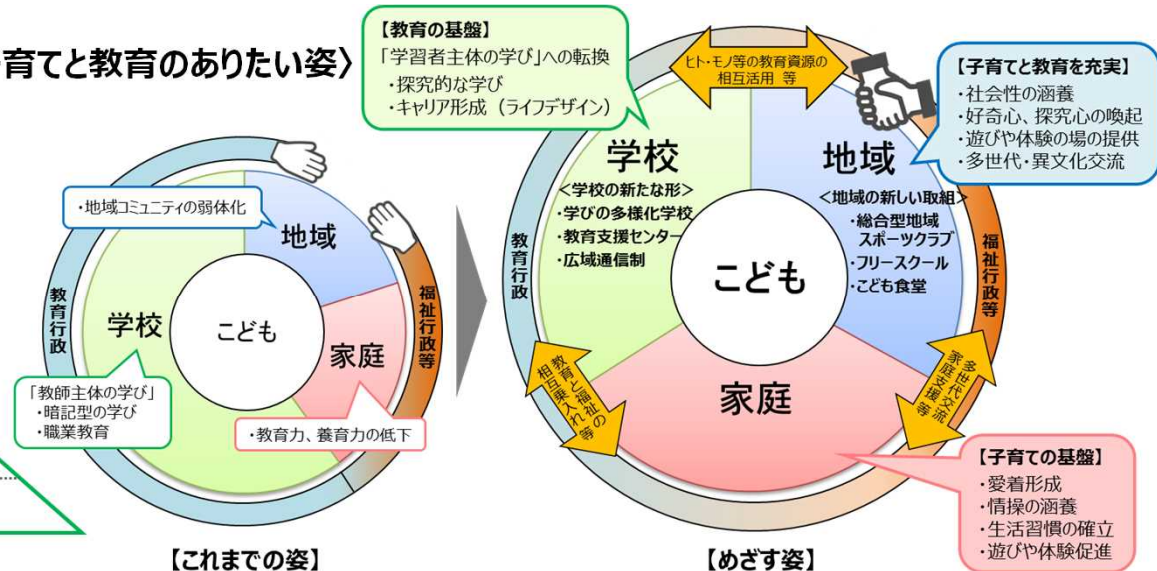 育てと教育のありたい姿〉
・地域コミュニティの弱体化
地域
教育行政
福祉行政等
学校
こども
家庭
「教師主体の学び」
・暗記型の学び
・職業教育
・教育力、養育力の低下
【これまでの姿】
【教育の基盤】
「学習者主体の学び」への転換
・探究的な学び
・キャリア形成（ライフデザイン）
ヒト・モノ等の教育資源の
相互活用 等
【子育てと教育を充実】
・社会性の涵養
・好奇心、探究心の喚起
・遊びや体験の場の提供
・多世代・異文化交流
学校
<学校の新たな形>
・学びの多様化学校
・教育支援センター
・広域通信制
地域
<地域の新しい取組>
・総合型地域
スポーツクラブ
・フリースクール
・こども食堂
教育行政
福祉行政等
こども
家庭
教育と福祉の
相互乗入れ等
多世代交流
家庭支援 等
【子育ての基盤】
・愛着形成
・情操の涵養
・生活習慣の確立
・遊びや体験促進
【めざす姿】